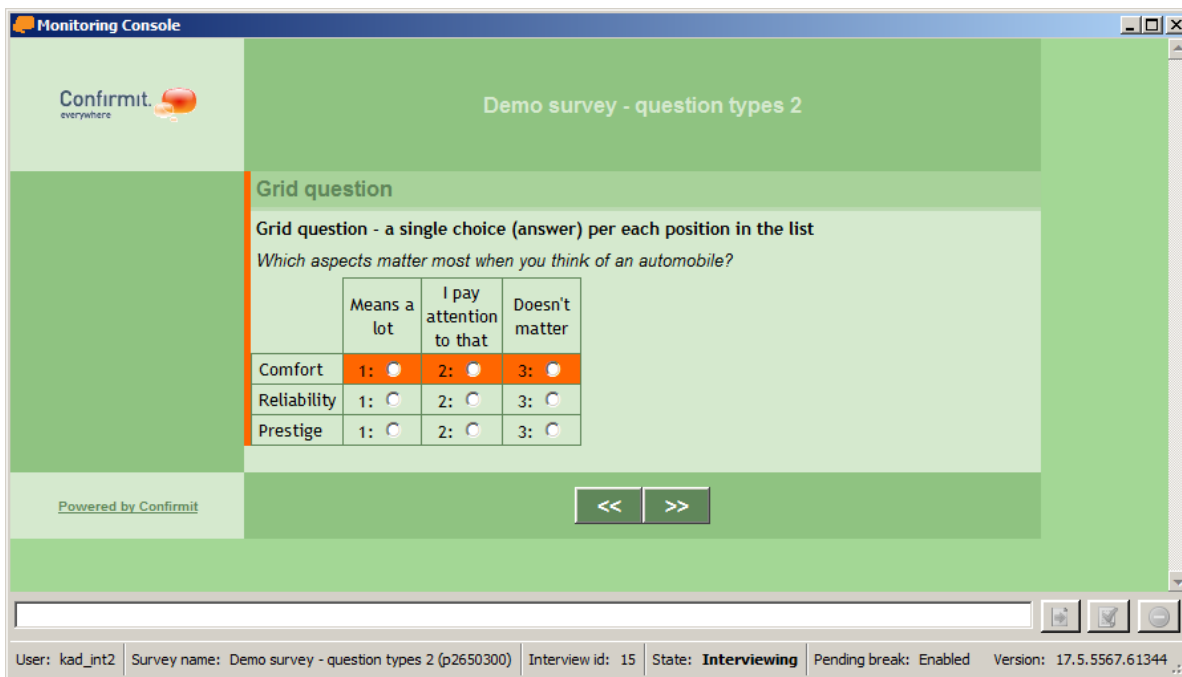 Monitoring Console
Confirmit.
everywhere
Demo survey - question types 2
Grid question
Grid question - a single choice (answer) per each position in the list
Which aspects matter most when you think of an automobile?
Means a lot
I pay attention to that
Doesn't matter
Comfort 1: 2: 3:
Reliability 1: 2: 3:
Prestige 1: 2: 3:
Powered by Confirmit
<< >>
User: kad_int2 Survey name: Demo survey - question types 2 (p2650300) Interview id: 15 State: Interviewing Pending break: Enabled Version: 17.5.5567.61344